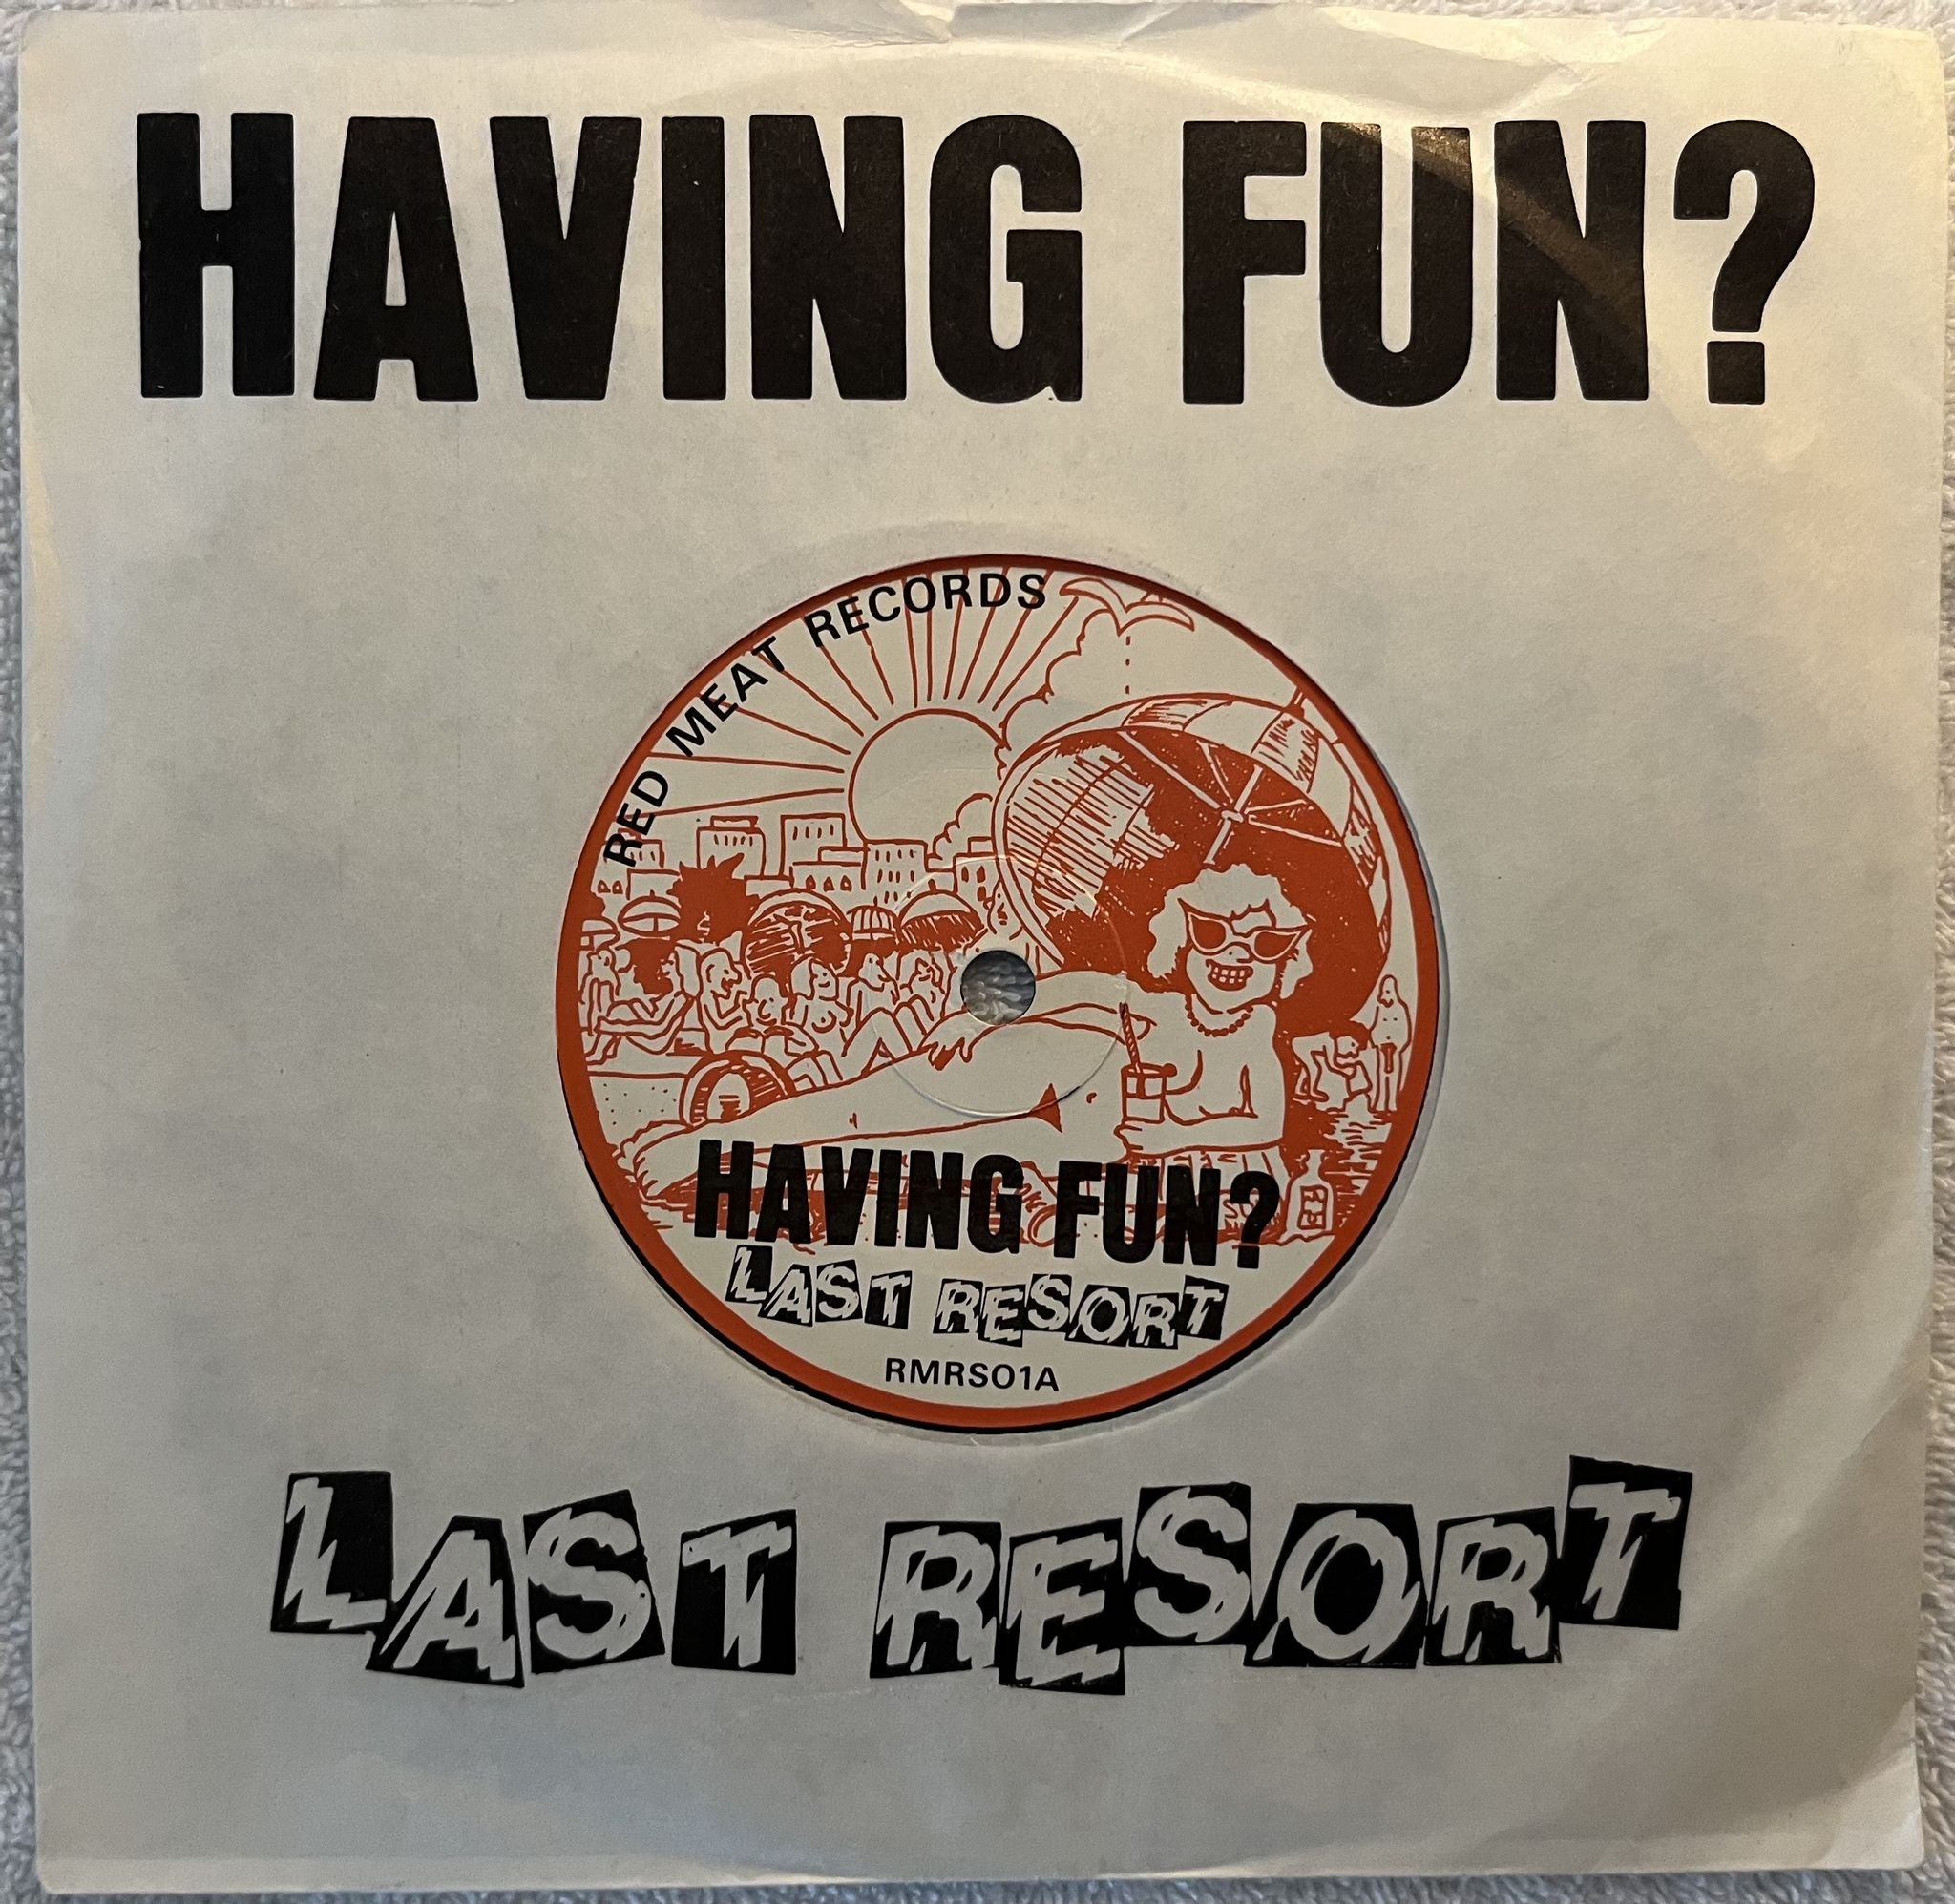 HAVING FUN?
RED MEAT RECORDS
HAVING FUN?
LAST RESORT
RMRS01A
LAST RESORT